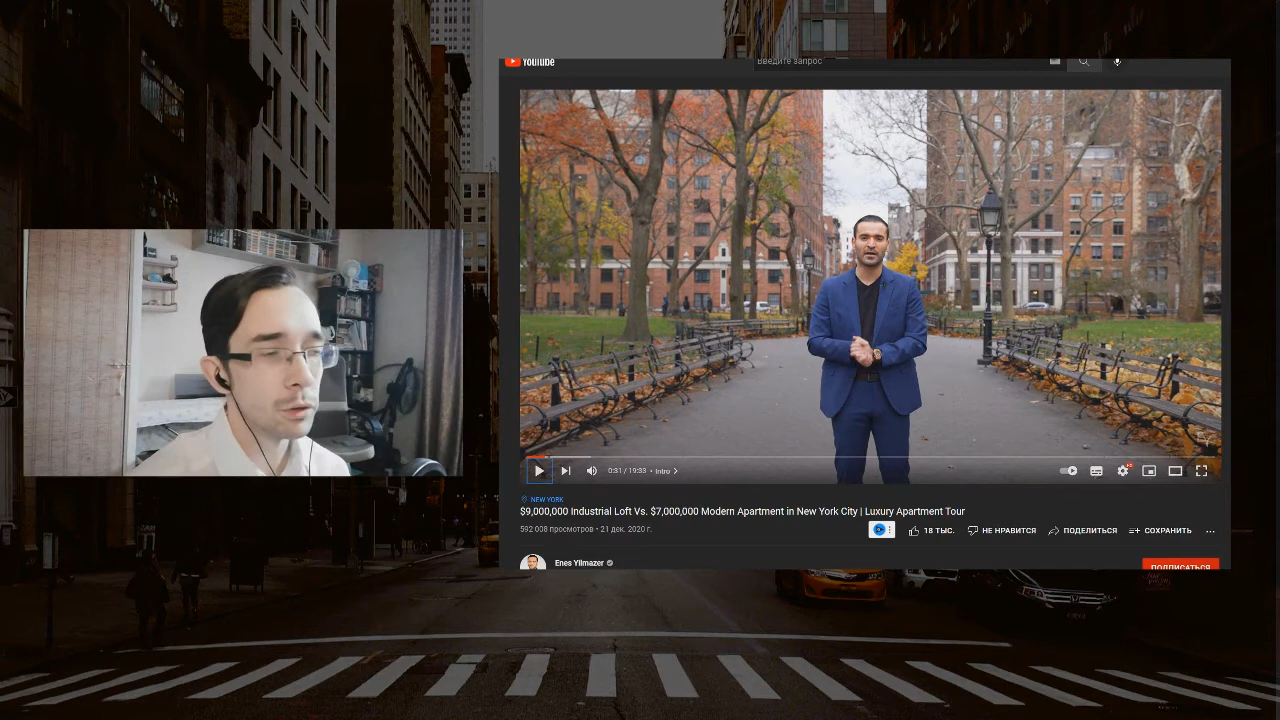 YouTube
Введите запрос
0:31 / 19:33 • Intro
NEW YORK
$9,000,000 Industrial Loft Vs. $7,000,000 Modern Apartment in New York City | Luxury Apartment Tour
592 008 просмотров • 21 дек. 2020 г.
18 ТЫС.
НЕ НРАВИТСЯ
ПОДЕЛИТЬСЯ
СОХРАНИТЬ
Enes Yilmazer
ПОДПИСАТЬСЯ